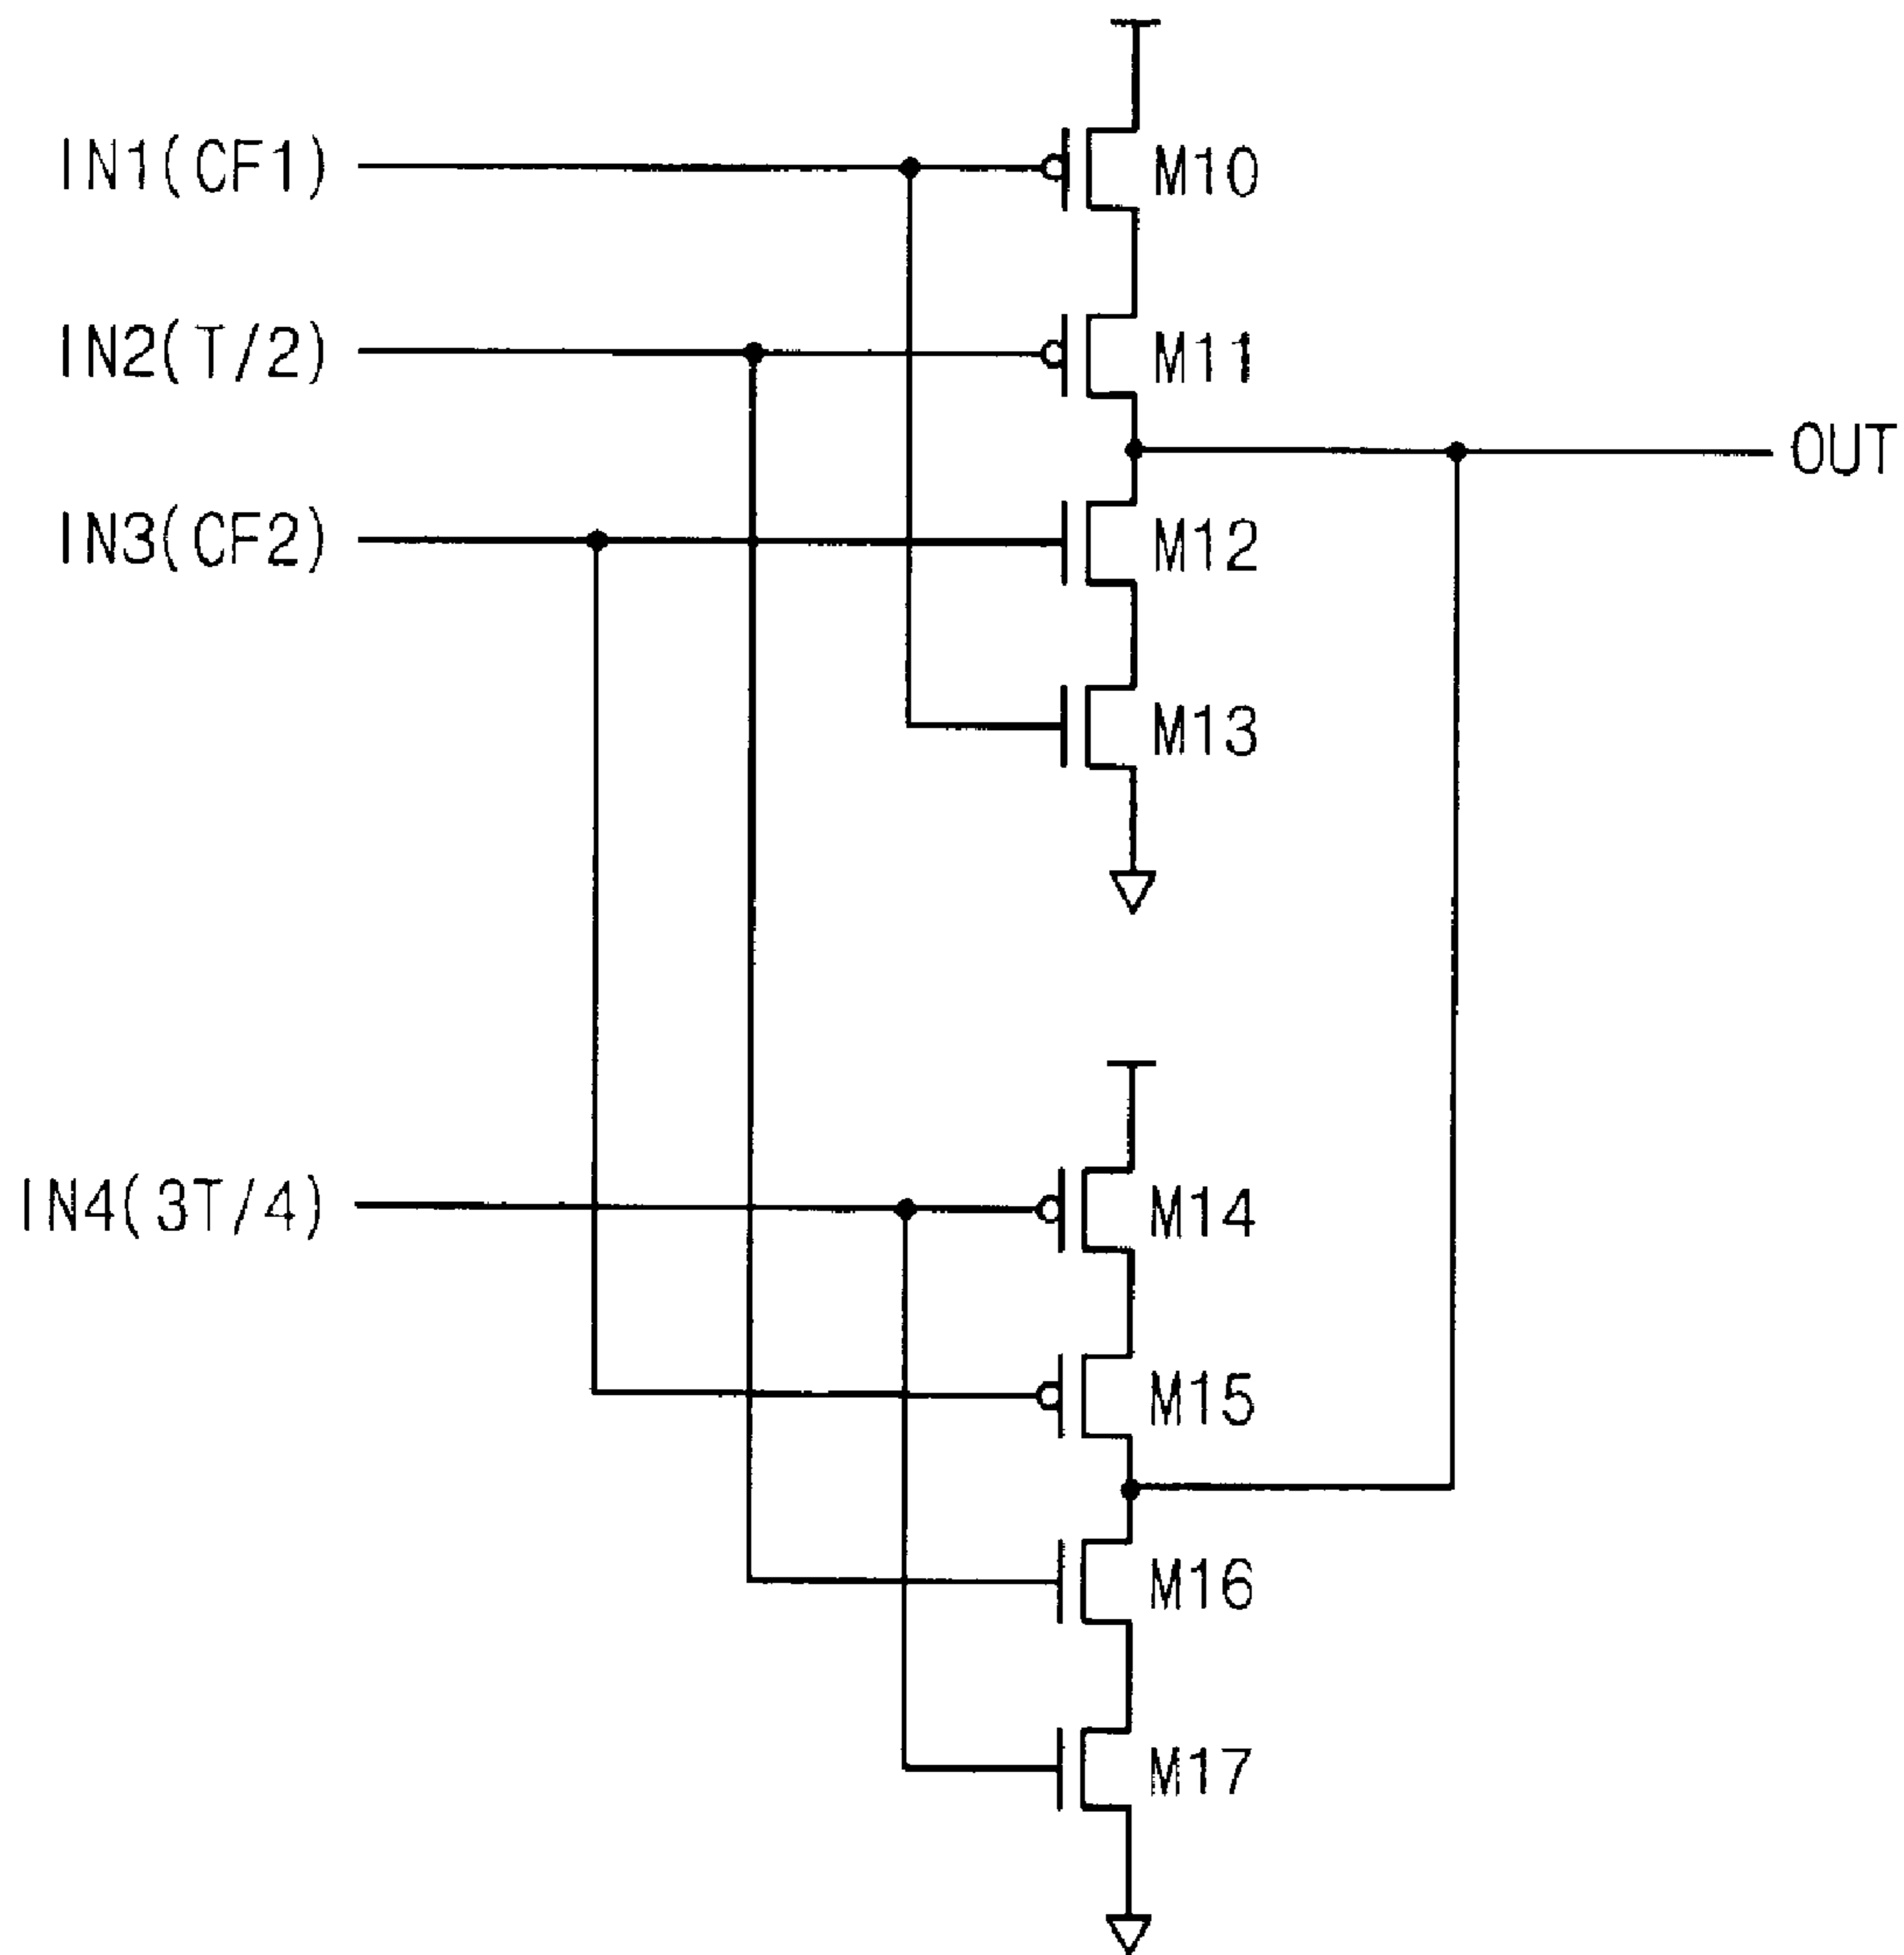 IN1(CF1)
M10
IN2(T/2)
M11
OUT
IN3(CF2)
M12
M13
IN4(3T/4)
M14
M15
M16
M17